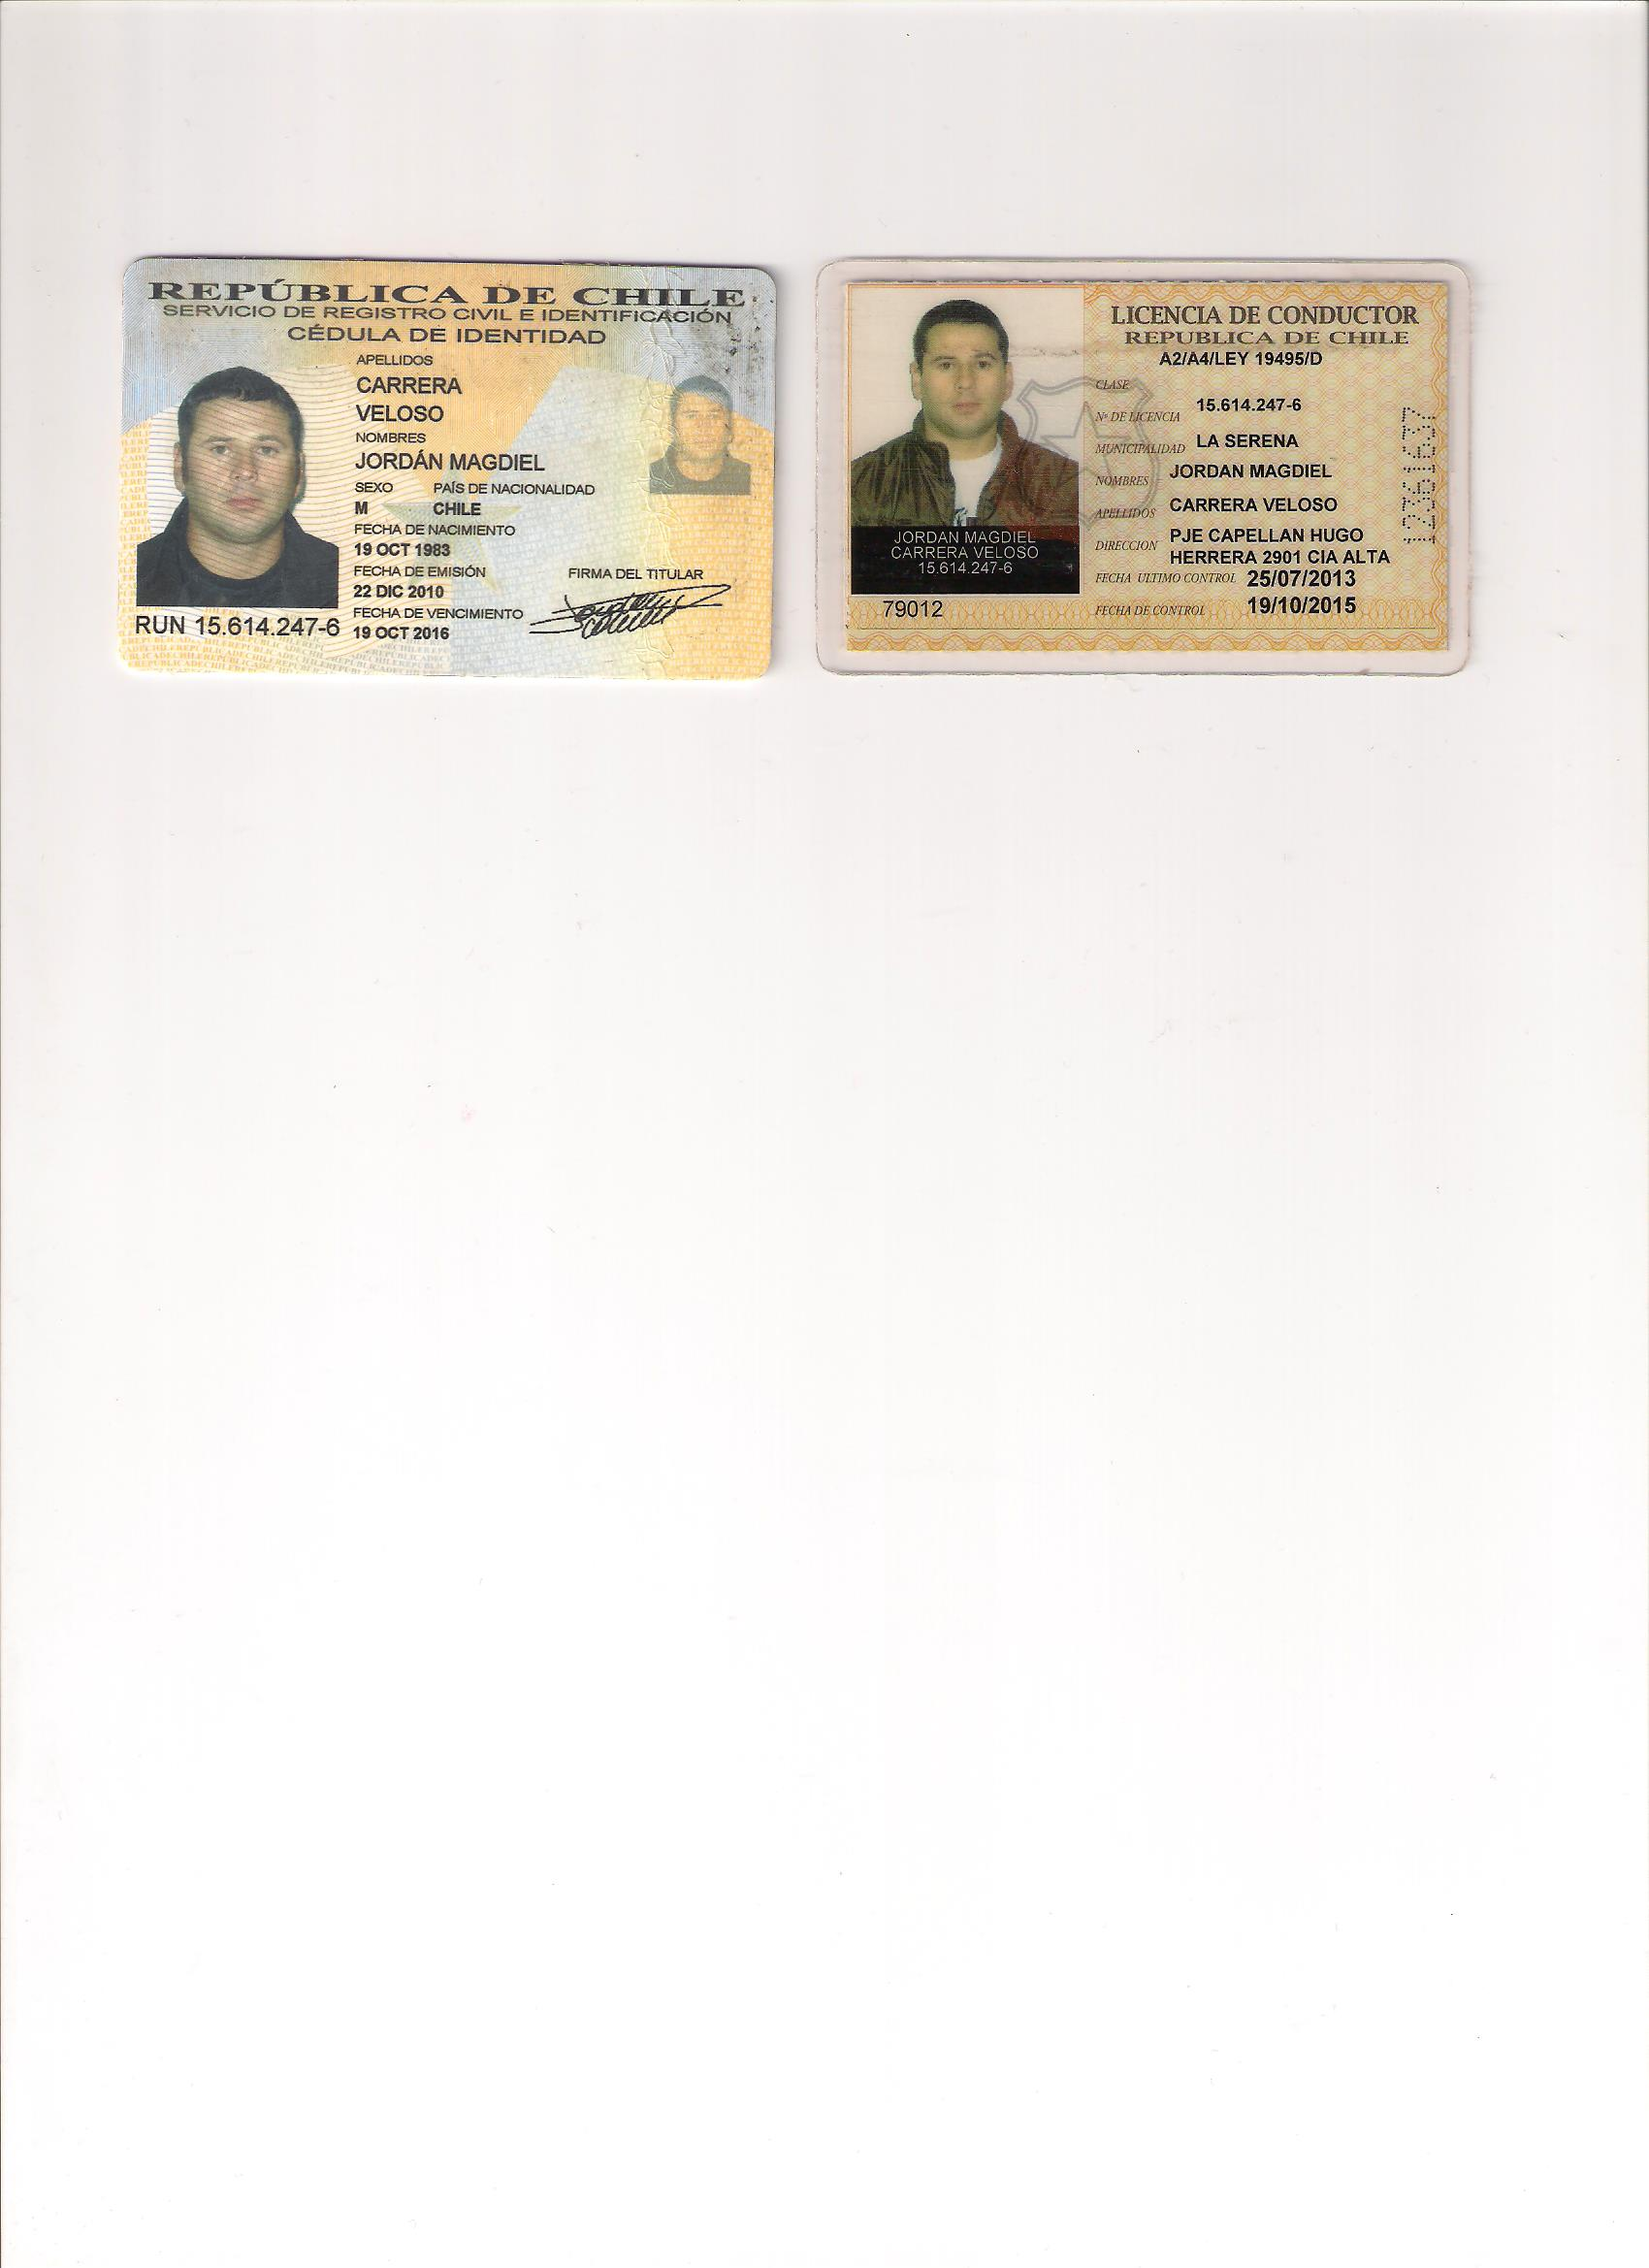 REPÚBLICA DE CHILE
SERVICIO DE REGISTRO CIVIL E IDENTIFICACIÓN
CÉDULA DE IDENTIDAD
APELLIDOS
CARRERA
VELOSO
NOMBRES
JORDÁN MAGDIEL
SEXO PAÍS DE NACIONALIDAD
M CHILE
FECHA DE NACIMIENTO
19 OCT 1983
FECHA DE EMISIÓN FIRMA DEL TITULAR
22 DIC 2010
FECHA DE VENCIMIENTO
19 OCT 2016
RUN 15.614.247-6
LICENCIA DE CONDUCTOR
REPUBLICA DE CHILE
A2/A4/LEY 19495/D
CLASE
Nº DE LICENCIA 15.614.247-6
MUNICIPALIDAD LA SERENA
NOMBRES JORDAN MAGDIEL
APELLIDOS CARRERA VELOSO
DIRECCION PJE CAPELLAN HUGO
HERRERA 2901 CIA ALTA
FECHA ULTIMO CONTROL 25/07/2013
FECHA DE CONTROL 19/10/2015
JORDAN MAGDIEL
CARRERA VELOSO
15.614.247-6
79012